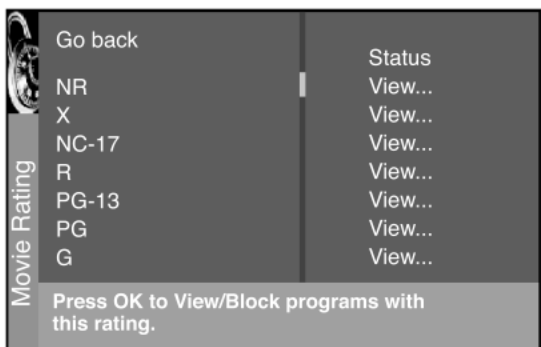 Go back
Status
NR View...
X View...
NC-17 View...
R View...
PG-13 View...
PG View...
G View...
Movie Rating
Press OK to View/Block programs with
this rating.